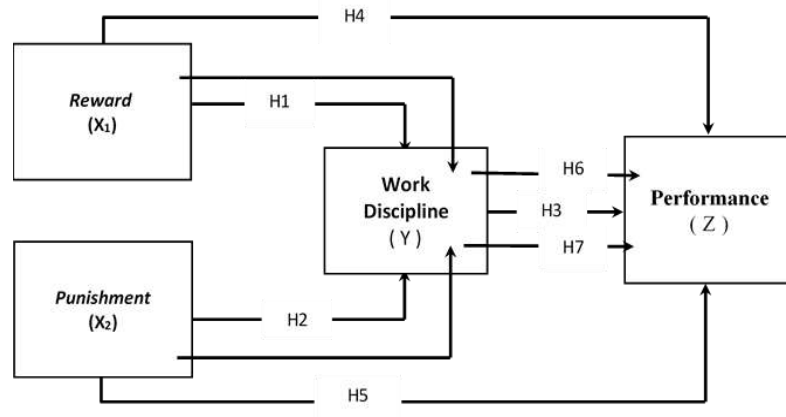 H4
Reward
(X₁)
H1
Work
Discipline
( Y )
H6
H3
H7
Performance
( Z )
Punishment
(X₂)
H2
H5